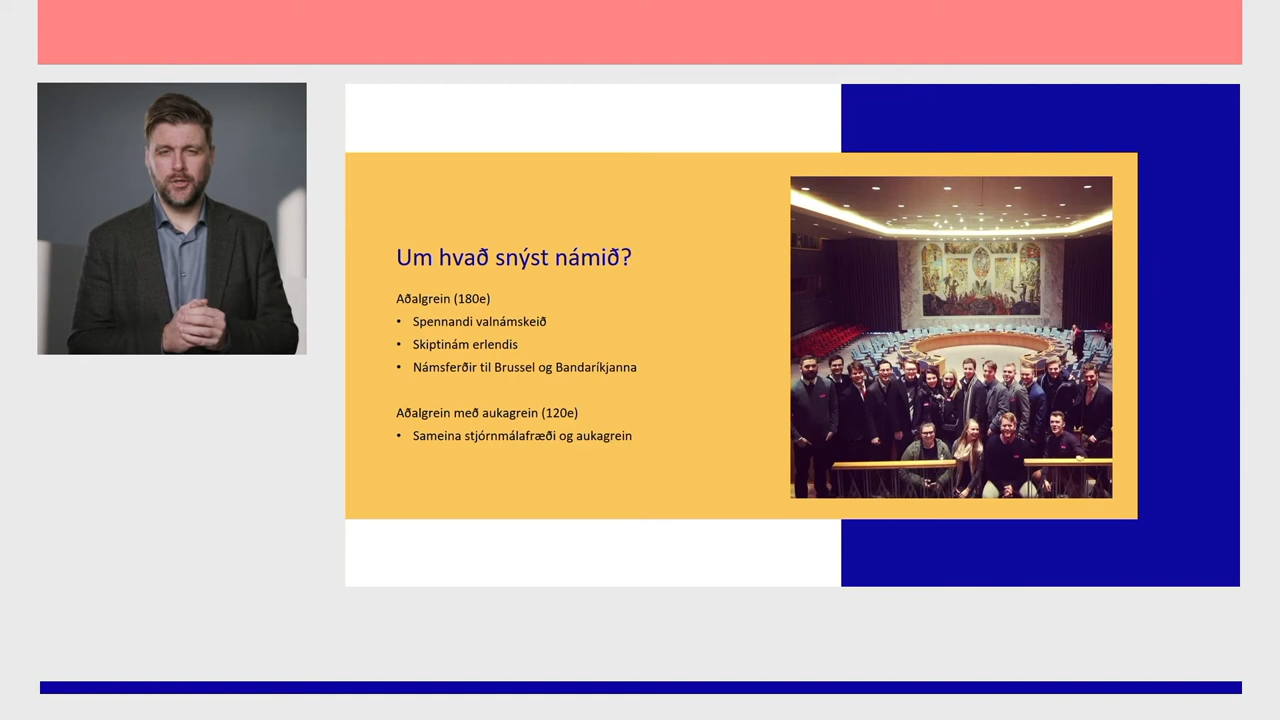 Um hvað snýst námið?
Aðalgrein (180e)
• Spennandi valnámskeið
• Skiptinám erlendis
• Námsferðir til Brussel og Bandaríkjanna
Aðalgrein með aukagrein (120e)
• Sameina stjórnmálafræði og aukagrein